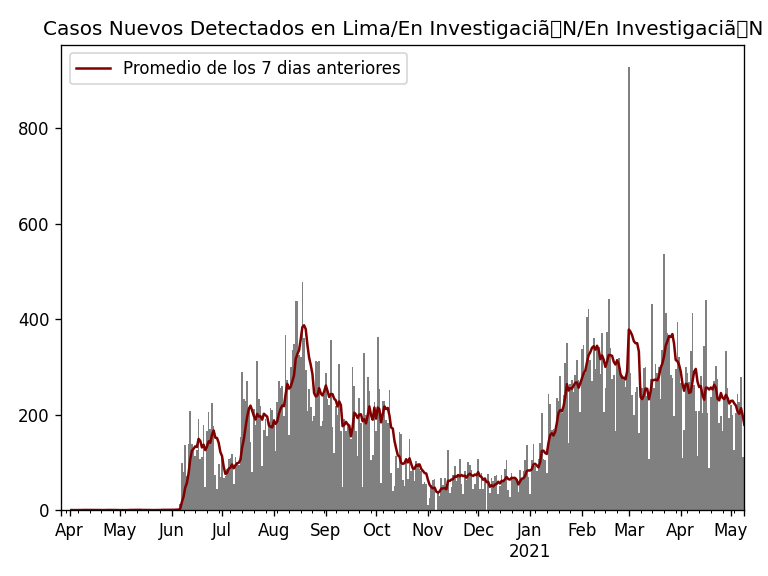 Casos Nuevos Detectados en Lima/En Investigaciã▯N/En Investigaciã▯N
Promedio de los 7 dias anteriores
800
600
400
200
0
Apr May Jun Jul Aug Sep Oct Nov Dec Jan Feb Mar Apr May
2021